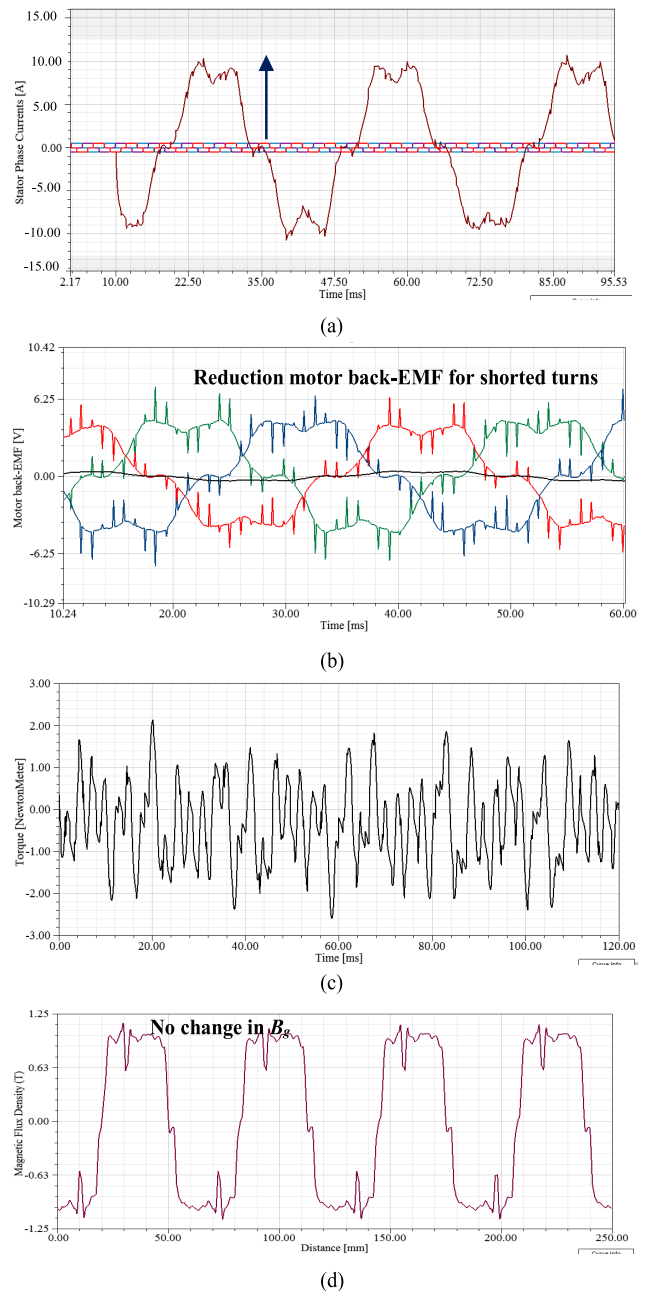 15.00
10.00
5.00
0.00
-5.00
-10.00
-15.00
Stator Phase Currents [A]
2.17 10.00 22.50 35.00 47.50 60.00 72.50 85.00 95.53
Time [ms]
(a)
10.42
6.25
0.00
-6.25
-10.29
Motor back-EMF [V]
Reduction motor back-EMF for shorted turns
10.24 20.00 30.00 40.00 50.00 60.00
Time [ms]
(b)
3.00
2.00
1.00
0.00
-1.00
-2.00
-3.00
Torque [NewtonMeter]
0.00 20.00 40.00 60.00 80.00 100.00 120.00
Time [ms]
Curve Info
(c)
1.25
0.63
0.00
-0.63
-1.25
Magnetic Flux Density (T)
No change in Bg
0.00 50.00 100.00 150.00 200.00 250.00
Distance [mm]
(d)